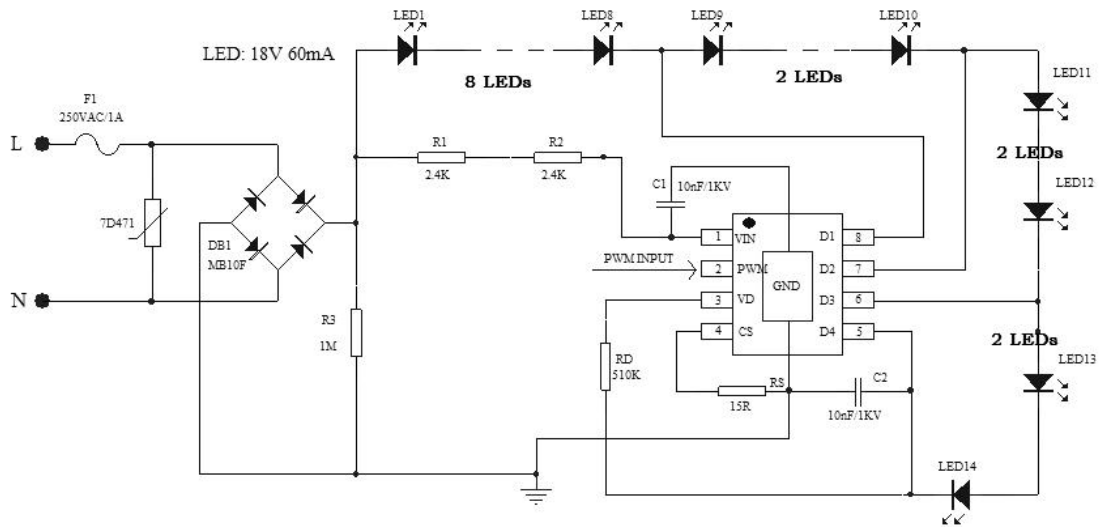 LED1
LED8
LED9
LED10
LED: 18V 60mA
8 LEDs
2 LEDs
LED11
F1
250VAC/1A
L
R1
2.4K
R2
2.4K
2 LEDs
C1
10nF/1KV
LED12
7D471
DB1
MB10F
1
VIN
D1
8
PWM INPUT
2
PWM
GND
D2
7
N
3
VD
D3
6
R3
1M
4
CS
D4
5
2 LEDs
LED13
RD
510K
RS
15R
C2
10nF/1KV
LED14